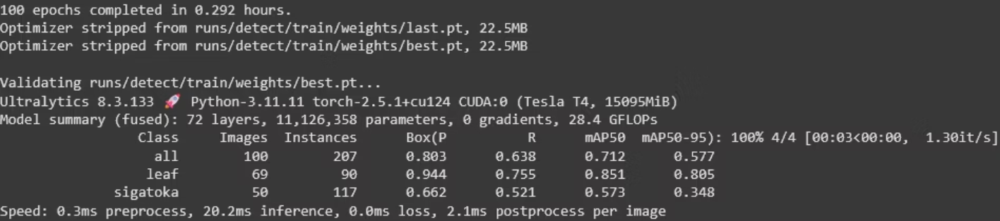 100 epochs completed in 0.292 hours.
Optimizer stripped from runs/detect/train/weights/last.pt, 22.5MB
Optimizer stripped from runs/detect/train/weights/best.pt, 22.5MB
Validating runs/detect/train/weights/best.pt...
Ultralytics 8.3.133 🚀 Python-3.11.11 torch-2.5.1+cu124 CUDA:0 (Tesla T4, 15095MiB)
Model summary (fused): 72 layers, 11,126,358 parameters, 0 gradients, 28.4 GFLOPs
Class Images Instances Box(P R mAP50 mAP50-95): 100% 4/4 [00:03<00:00, 1.30it/s]
all 100 207 0.803 0.638 0.712 0.577
leaf 69 90 0.944 0.755 0.851 0.805
sigatoka 50 117 0.662 0.521 0.573 0.348
Speed: 0.3ms preprocess, 20.2ms inference, 0.0ms loss, 2.1ms postprocess per image